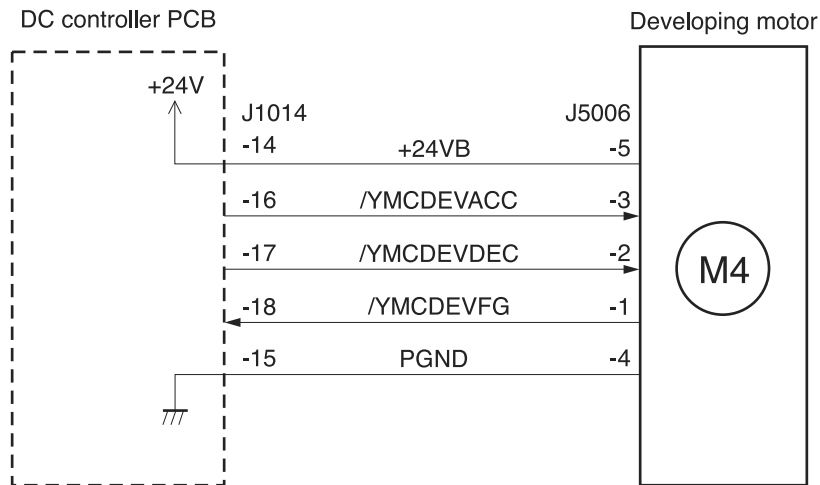 DC controller PCB
Developing motor
+24V
J1014
J5006
-14 +24VB -5
-16 /YMCDEVACC -3
-17 /YMCDEVDEC -2
M4
-18 /YMCDEVFG -1
-15 PGND -4